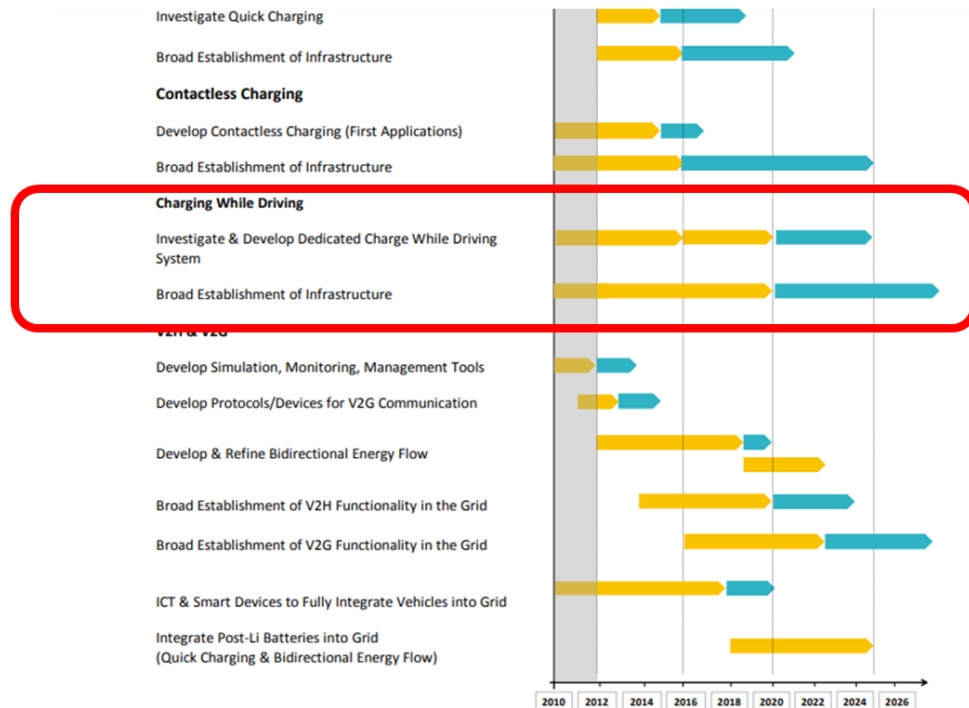 Investigate Quick Charging
Broad Establishment of Infrastructure
Contactless Charging
Develop Contactless Charging (First Applications)
Broad Establishment of Infrastructure
Charging While Driving
Investigate & Develop Dedicated Charge While Driving
System
Broad Establishment of Infrastructure
V2H & V2G
Develop Simulation, Monitoring, Management Tools
Develop Protocols/Devices for V2G Communication
Develop & Refine Bidirectional Energy Flow
Broad Establishment of V2H Functionality in the Grid
Broad Establishment of V2G Functionality in the Grid
ICT & Smart Devices to Fully Integrate Vehicles into Grid
Integrate Post-Li Batteries into Grid
(Quick Charging & Bidirectional Energy Flow)
2010 2012 2014 2016 2018 2020 2022 2024 2026